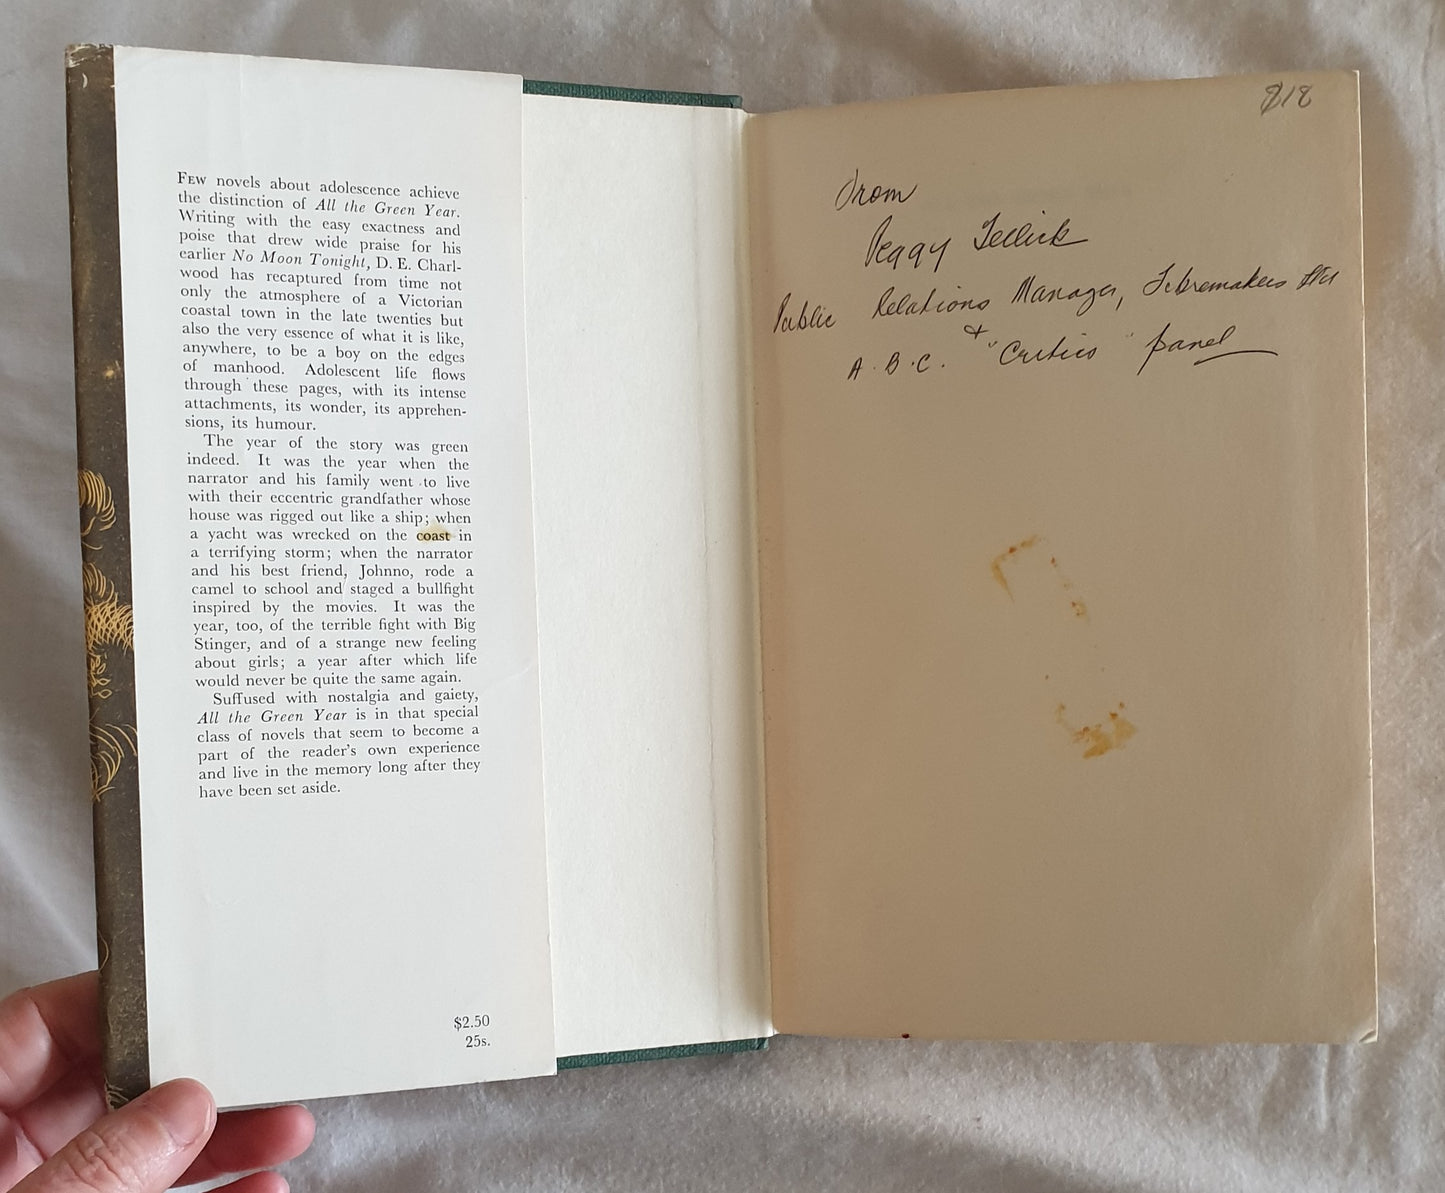 Few novels about adolescence achieve
the distinction of All the Green Year.
Writing with the easy exactness and
poise that drew wide praise for his
earlier No Moon Tonight, D. E. Charl-
wood has recaptured from time not
only the atmosphere of a Victorian
coastal town in the late twenties but
also the very essence of what it is like,
anywhere, to be a boy on the edges
of manhood. Adolescent life flows
through these pages, with its intense
attachments, its wonder, its apprehen-
sions, its humour.
The year of the story was green
indeed. It was the year when the
narrator and his family went to live
with their eccentric grandfather whose
house was rigged out like a ship; when
a yacht was wrecked on the coast in
a terrifying storm; when the narrator
and his best friend, Johnno, rode a
camel to school and staged a bullfight
inspired by the movies. It was the
year, too, of the terrible fight with Big
Stinger, and of a strange new feeling
about girls; a year after which life
would never be quite the same again.
Suffused with nostalgia and gaiety,
All the Green Year is in that special
class of novels that seem to become a
part of the reader's own experience
and live in the memory long after they
have been set aside.
$2.50
25s.
$18
From
Peggy
Public Relations Manager, Fibremakers Ltd
&
A.B.C. "Critics" panel